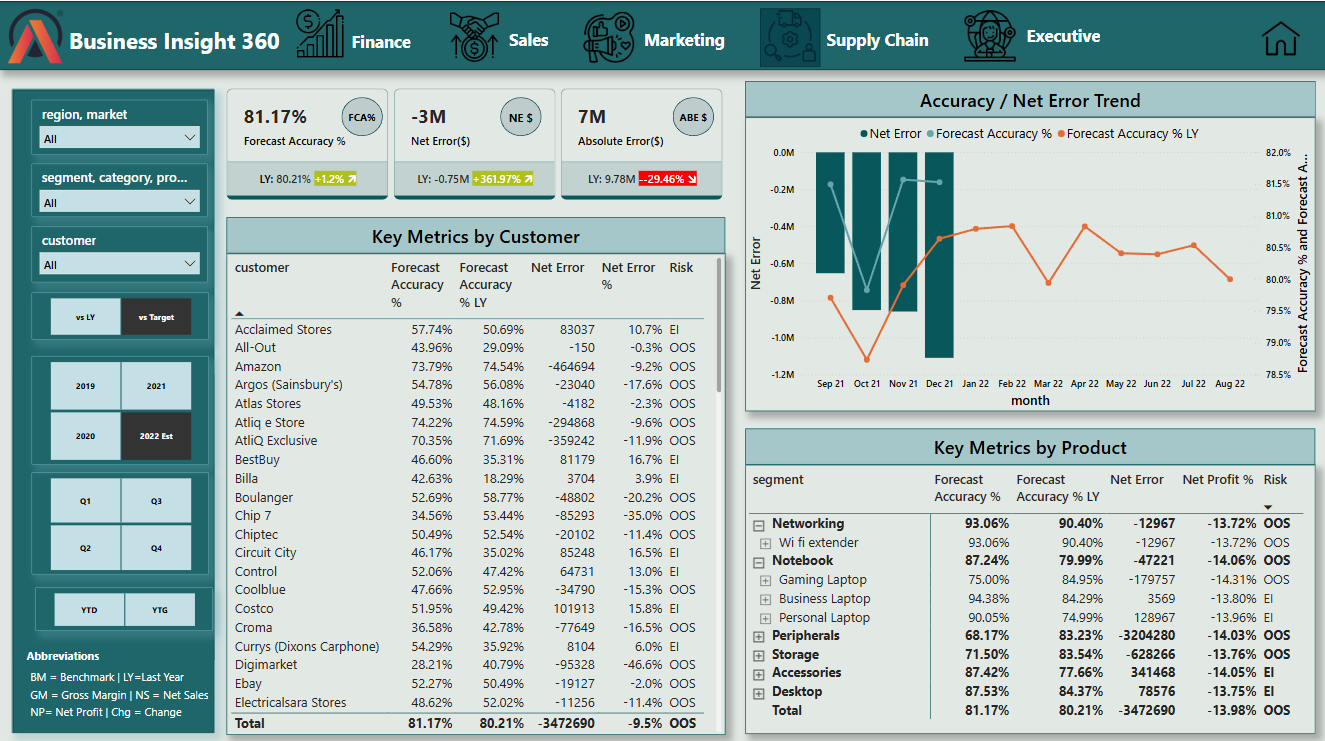 Business Insight 360
Finance
Sales
Marketing
Supply Chain
Executive
region, market
All
segment, category, pro...
All
customer
All
vs LY
vs Target
2019
2021
2020
2022 Est
Q1
Q3
Q2
Q4
YTD
YTG
Abbreviations
BM = Benchmark | LY=Last Year
GM = Gross Margin | NS = Net Sales
NP= Net Profit | Chg = Change
81.17%
FCA%
Forecast Accuracy %
LY: 80.21% +1.2%
-3M
NE $
Net Error($)
LY: -0.75M +361.97%
7M
ABE $
Absolute Error($)
LY: 9.78M --29.46%
Key Metrics by Customer
customer Forecast Accuracy % Forecast Accuracy % LY Net Error Net Error % Risk
Acclaimed Stores 57.74% 50.69% 83037 10.7% EI
All-Out 43.96% 29.09% -150 -0.3% OOS
Amazon 73.79% 74.54% -464694 -9.2% OOS
Argos (Sainsbury's) 54.78% 56.08% -23040 -17.6% OOS
Atlas Stores 49.53% 48.16% -4182 -2.3% OOS
Atliq e Store 74.22% 74.59% -294868 -9.6% OOS
AtliQ Exclusive 70.35% 71.69% -359242 -11.9% OOS
BestBuy 46.60% 35.31% 81179 16.7% EI
Billa 42.63% 18.29% 3704 3.9% EI
Boulanger 52.69% 58.77% -48802 -20.2% OOS
Chip 7 34.56% 53.44% -85293 -35.0% OOS
Chiptec 50.49% 52.54% -20102 -11.4% OOS
Circuit City 46.17% 35.02% 85248 16.5% EI
Control 52.06% 47.42% 64731 13.0% EI
Coolblue 47.66% 52.95% -34790 -15.3% OOS
Costco 51.95% 49.42% 101913 15.8% EI
Croma 36.58% 42.78% -77649 -16.5% OOS
Currys (Dixons Carphone) 54.29% 35.92% 8104 6.0% EI
Digimarket 28.21% 40.79% -95328 -46.6% OOS
Ebay 52.27% 50.49% -19127 -2.0% OOS
Electricalsara Stores 48.62% 52.02% -11256 -11.4% OOS
Total 81.17% 80.21% -3472690 -9.5% OOS
Accuracy / Net Error Trend
Net Error Forecast Accuracy % Forecast Accuracy % LY
0.0M
-0.2M
-0.4M
-0.6M
-0.8M
-1.0M
-1.2M
Net Error
82.0%
81.5%
81.0%
80.5%
80.0%
79.5%
79.0%
78.5%
Forecast Accuracy % and Forecast A...
Sep 21 Oct 21 Nov 21 Dec 21 Jan 22 Feb 22 Mar 22 Apr 22 May 22 Jun 22 Jul 22 Aug 22
month
Key Metrics by Product
segment Forecast Accuracy % Forecast Accuracy % LY Net Error Net Profit % Risk
Networking 93.06% 90.40% -12967 -13.72% OOS
Wi fi extender 93.06% 90.40% -12967 -13.72% OOS
Notebook 87.24% 79.99% -47221 -14.06% OOS
Gaming Laptop 75.00% 84.95% -179757 -14.31% OOS
Business Laptop 94.38% 84.29% 3569 -13.80% EI
Personal Laptop 90.05% 74.99% 128967 -13.96% EI
Peripherals 68.17% 83.23% -3204280 -14.03% OOS
Storage 71.50% 83.54% -628266 -13.76% OOS
Accessories 87.42% 77.66% 341468 -14.05% EI
Desktop 87.53% 84.37% 78576 -13.75% EI
Total 81.17% 80.21% -3472690 -13.98% OOS